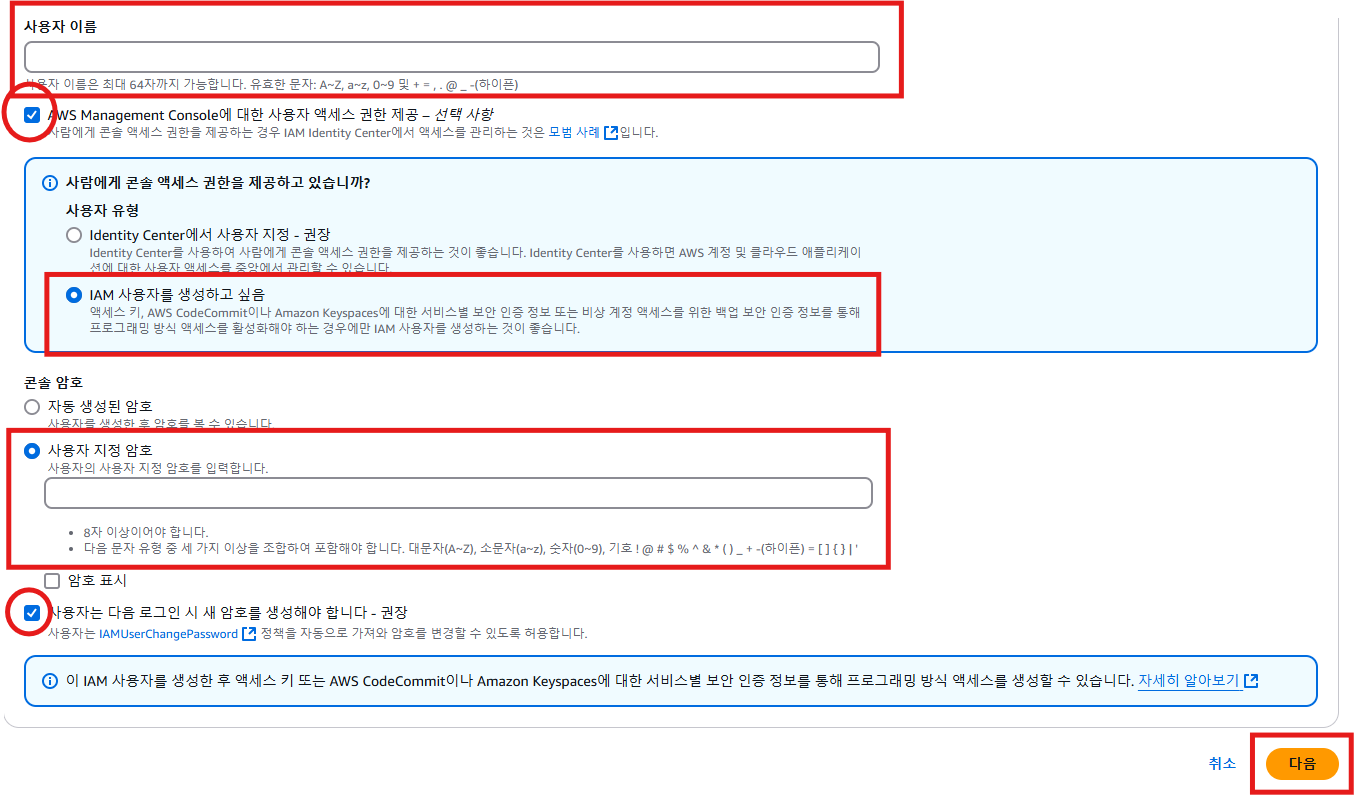 사용자 이름
사용자 이름은 최대 64자까지 가능합니다. 유효한 문자: A~Z, a~z, 0~9 및 + = , . @ _ -(하이픈)
AWS Management Console에 대한 사용자 액세스 권한 제공 – 선택 사항
사람에게 콘솔 액세스 권한을 제공하는 경우 IAM Identity Center에서 액세스를 관리하는 것은 모범 사례 입니다.
사람에게 콘솔 액세스 권한을 제공하고 있습니까?
사용자 유형
Identity Center에서 사용자 지정 - 권장
Identity Center를 사용하여 사람에게 콘솔 액세스 권한을 제공하는 것이 좋습니다. Identity Center를 사용하면 AWS 계정 및 클라우드 애플리케이
션에 대한 사용자 액세스를 중앙에서 관리할 수 있습니다.
IAM 사용자를 생성하고 싶음
액세스 키, AWS CodeCommit이나 Amazon Keyspaces에 대한 서비스별 보안 인증 정보 또는 비상 계정 액세스를 위한 백업 보안 인증 정보를 통해
프로그래밍 방식 액세스를 활성화해야 하는 경우에만 IAM 사용자를 생성하는 것이 좋습니다.
콘솔 암호
자동 생성된 암호
사용자를 생성한 후 암호를 볼 수 있습니다.
사용자 지정 암호
사용자의 사용자 지정 암호를 입력합니다.
8자 이상이어야 합니다.
다음 문자 유형 중 세 가지 이상을 조합하여 포함해야 합니다. 대문자(A~Z), 소문자(a~z), 숫자(0~9), 기호 ! @ # $ % ^ & * ( ) _ + -(하이픈) = [ ] { } | '
암호 표시
사용자는 다음 로그인 시 새 암호를 생성해야 합니다 - 권장
사용자는 IAMUserChangePassword 정책을 자동으로 가져와 암호를 변경할 수 있도록 허용합니다.
이 IAM 사용자를 생성한 후 액세스 키 또는 AWS CodeCommit이나 Amazon Keyspaces에 대한 서비스별 보안 인증 정보를 통해 프로그래밍 방식 액세스를 생성할 수 있습니다. 자세히 알아보기
취소
다음